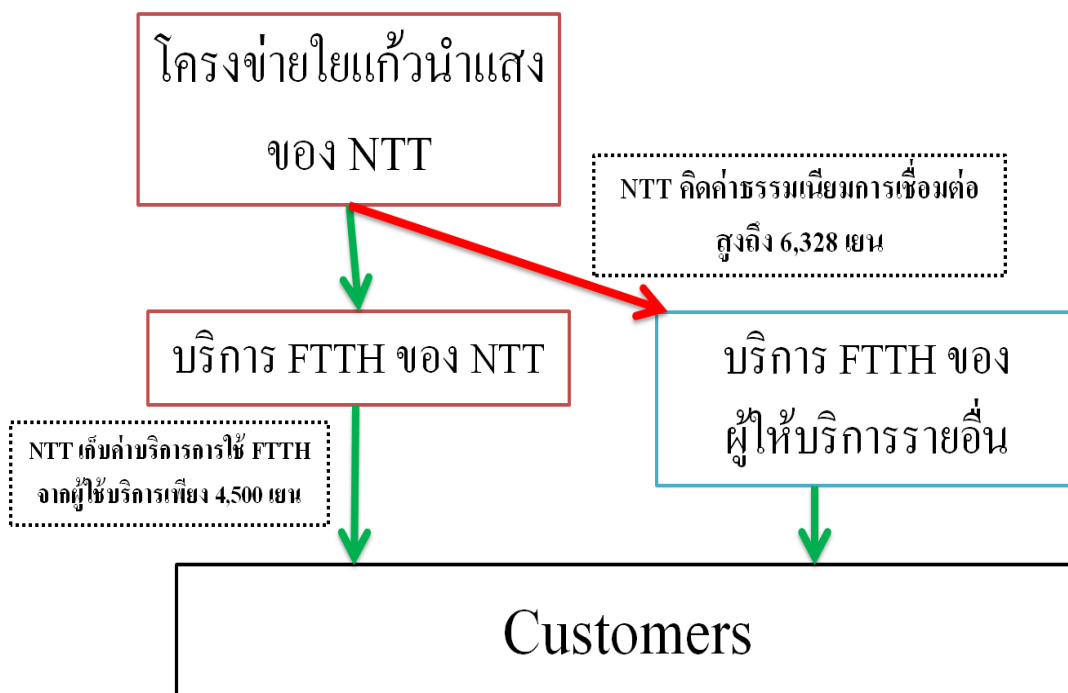 โครงข่ายใยแก้วนำแสง
ของ NTT
NTT คิดค่าธรรมเนียมการเชื่อมต่อ
สูงถึง 6,328 เยน
บริการ FTTH ของ NTT
บริการ FTTH ของ
ผู้ให้บริการรายอื่น
NTT เก็บค่าบริการการใช้ FTTH
จากผู้ใช้บริการเพียง 4,500 เยน
Customers